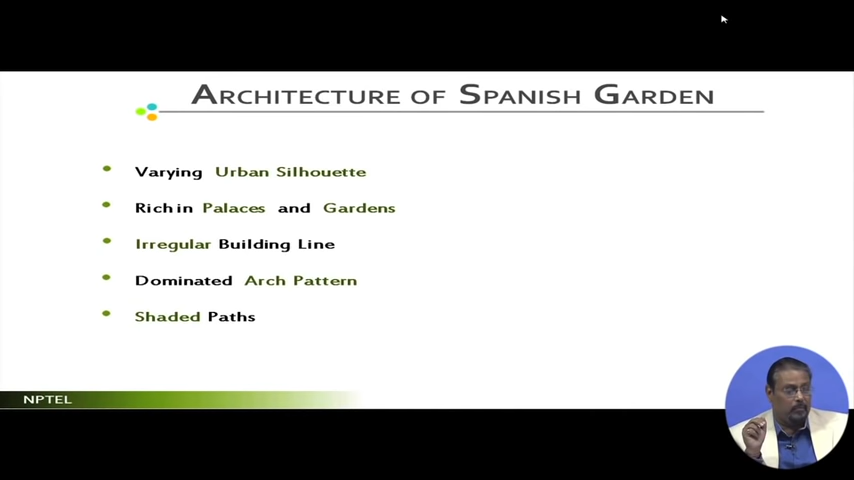 ARCHITECTURE OF SPANISH GARDEN
Varying Urban Silhouette
Rich in Palaces and Gardens
Irregular Building Line
Dominated Arch Pattern
Shaded Paths
NPTEL